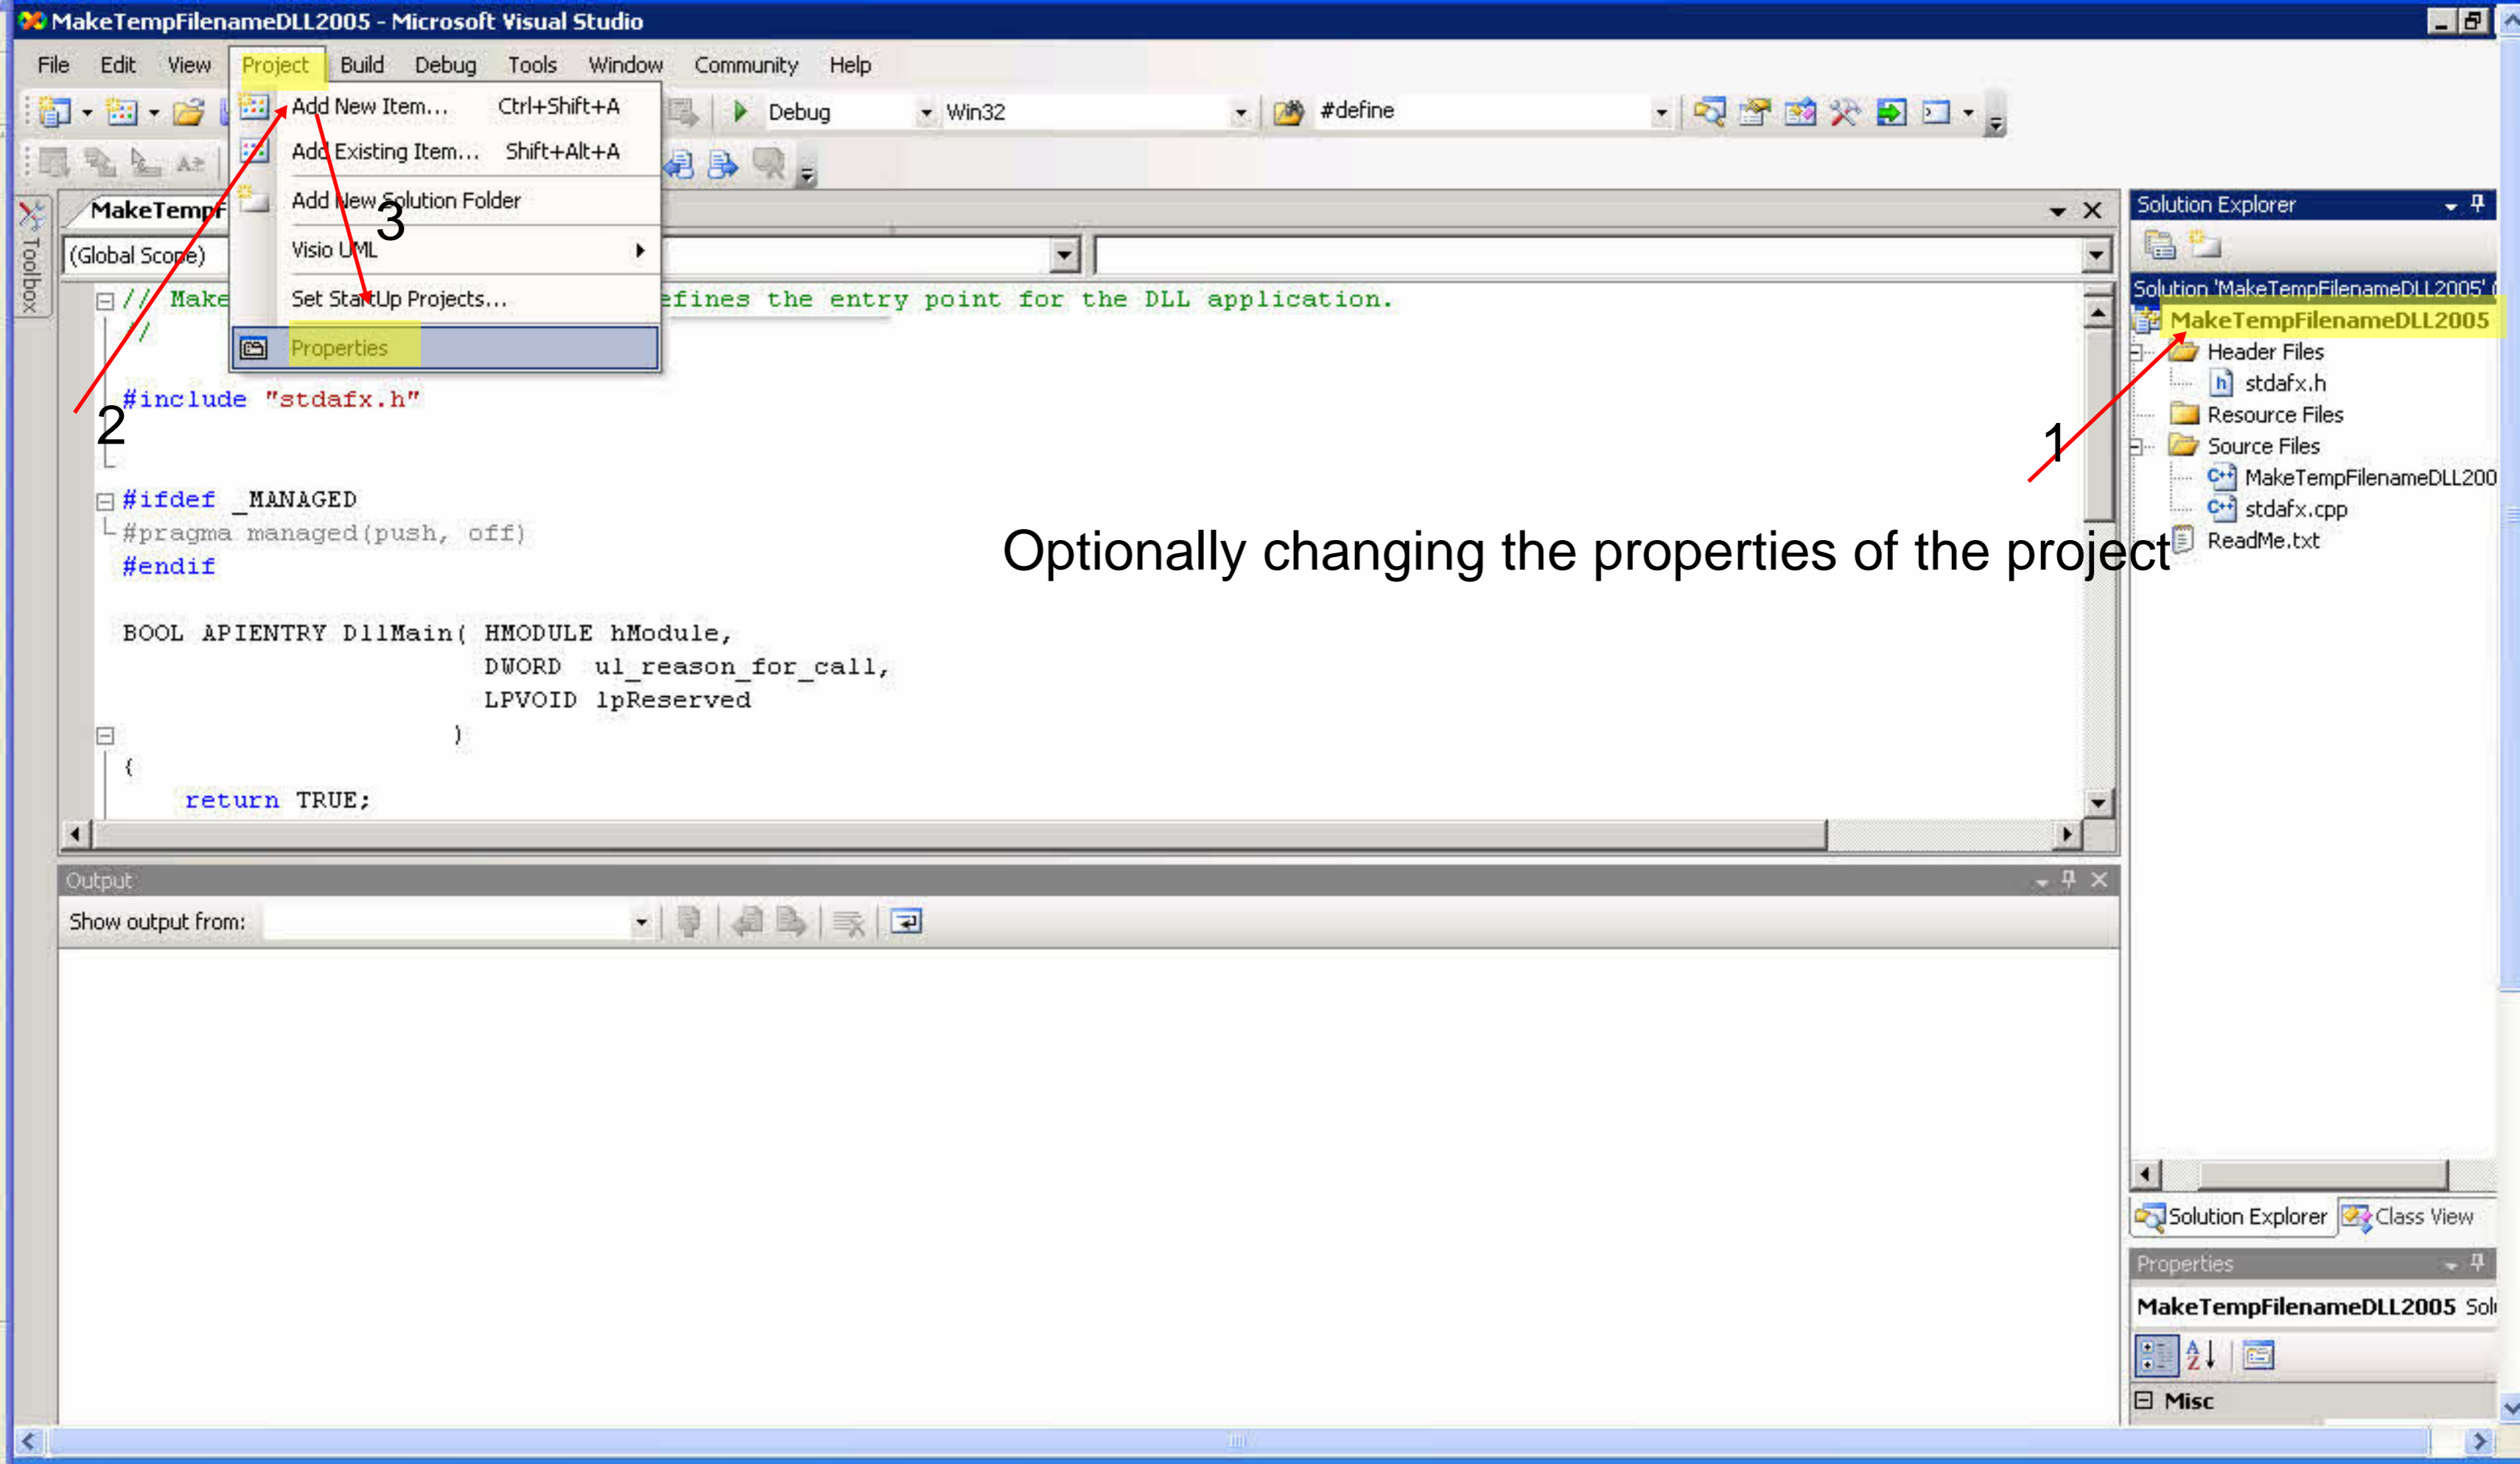 MakeTempFilenameDLL2005 - Microsoft Visual Studio
File Edit View Project Build Debug Tools Window Community Help
Add New Item... Ctrl+Shift+A
Debug Win32 #define
Add Existing Item... Shift+Alt+A
Add New Solution Folder
Visio UML
Set StartUp Projects...
Properties
2
3
Toolbox
MakeTempF
(Global Scope)
// Make efines the entry point for the DLL application.
//
#include "stdafx.h"
#ifdef _MANAGED
#pragma managed(push, off)
#endif
BOOL APIENTRY DllMain( HMODULE hModule,
DWORD ul_reason_for_call,
LPVOID lpReserved
)
{
return TRUE;
Optionally changing the properties of the project
1
Solution Explorer
Solution 'MakeTempFilenameDLL2005' (
MakeTempFilenameDLL2005
Header Files
stdafx.h
Resource Files
Source Files
MakeTempFilenameDLL200
stdafx.cpp
ReadMe.txt
Output
Show output from:
Solution Explorer Class View
Properties
MakeTempFilenameDLL2005 Solu
Misc